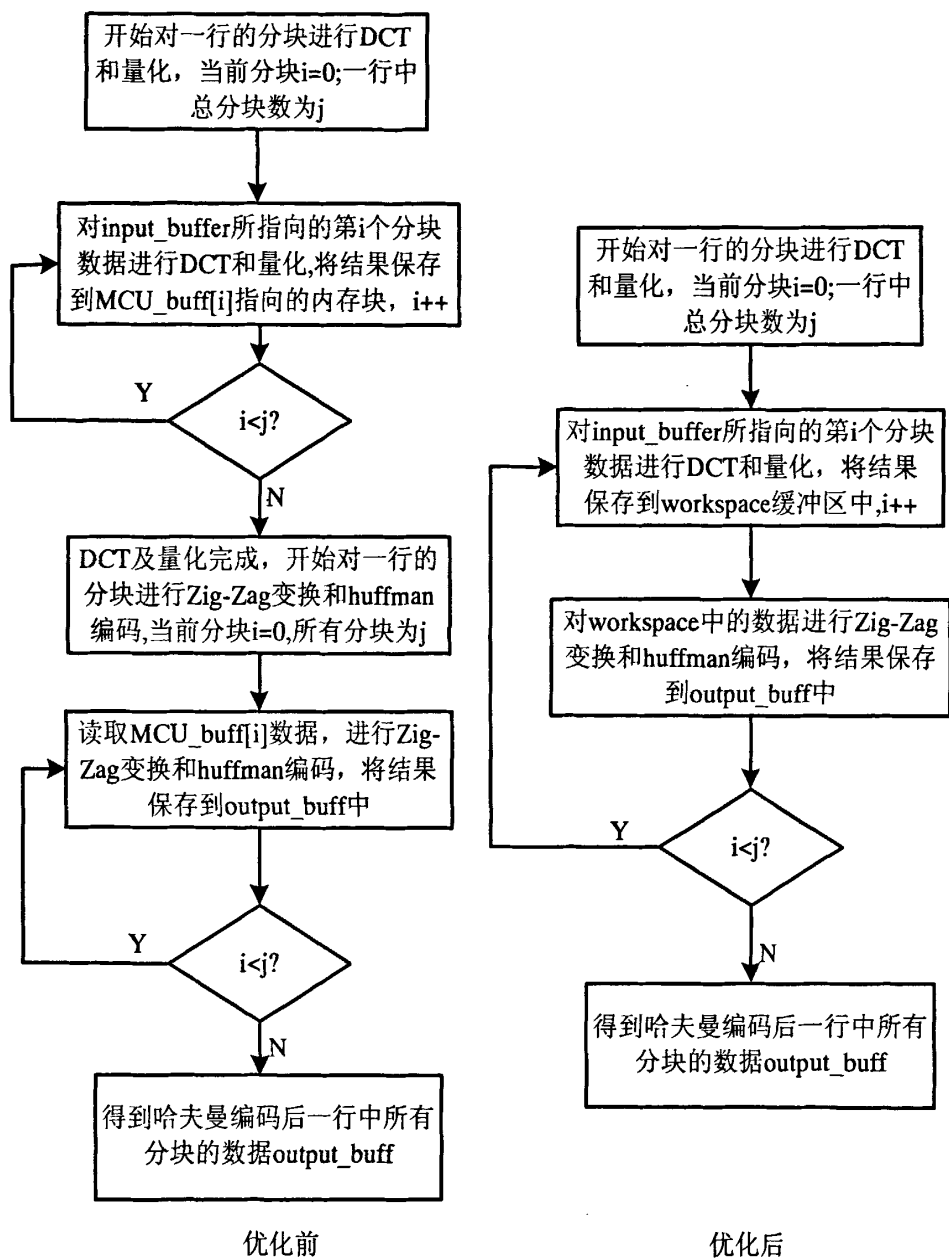 开始对一行的分块进行DCT
和量化，当前分块i=0;一行中
总分块数为j
对input_buffer所指向的第i个分块
数据进行DCT和量化,将结果保存
到MCU_buff[i]指向的内存块，i++
Y
i<j?
N
DCT及量化完成，开始对一行的
分块进行Zig-Zag变换和huffman
编码,当前分块i=0,所有分块为j
读取MCU_buff[i]数据，进行Zig-
Zag变换和huffman编码，将结果
保存到output_buff中
Y
i<j?
N
得到哈夫曼编码后一行中所有
分块的数据output_buff
优化前
开始对一行的分块进行DCT
和量化，当前分块i=0;一行中
总分块数为j
对input_buffer所指向的第i个分块
数据进行DCT和量化，将结果
保存到workspace缓冲区中,i++
对workspace中的数据进行Zig-Zag
变换和huffman编码，将结果保存
到output_buff中
Y
i<j?
N
得到哈夫曼编码后一行中所有
分块的数据output_buff
优化后